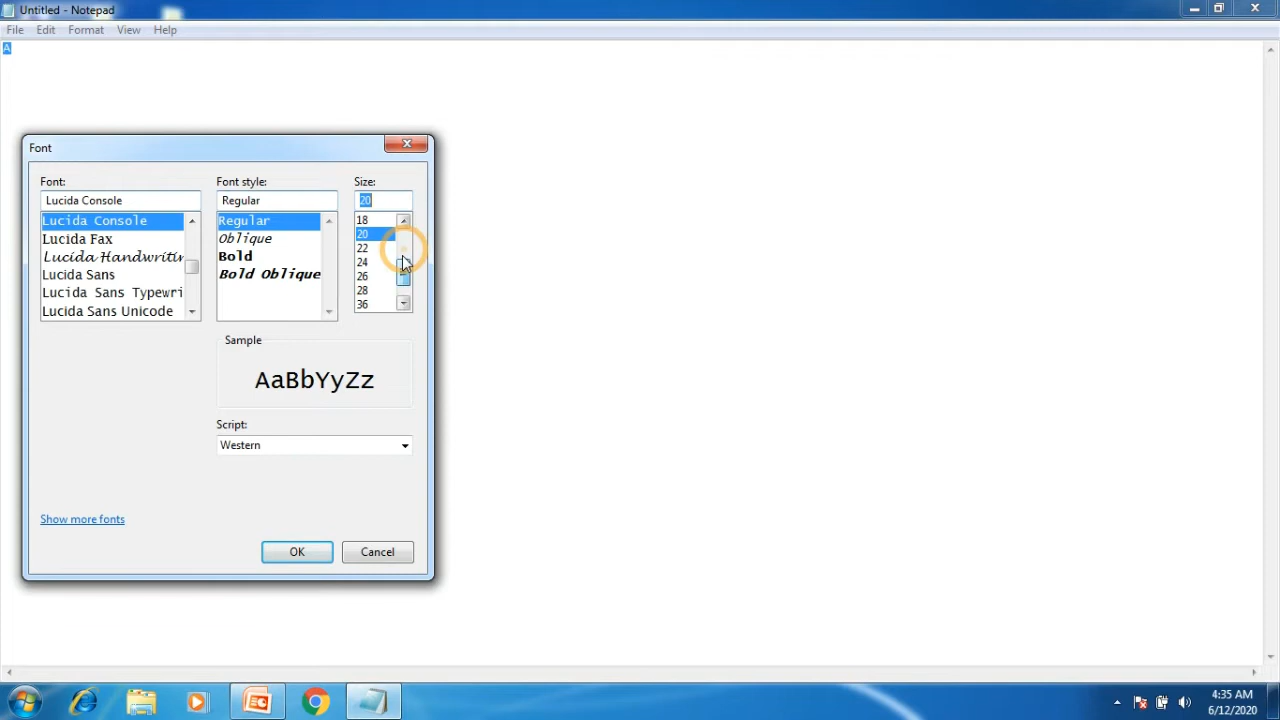 Untitled - Notepad
File Edit Format View Help
A
Font
Font: Font style: Size:
Lucida Console Regular 20
Lucida Console Regular 18
Lucida Fax Oblique 20
Lucida Handwritin Bold 22
Lucida Sans Bold Oblique 24
Lucida Sans Typewri 26
Lucida Sans Unicode 28
36
Sample
AaBbYyZz
Script:
Western
Show more fonts
OK Cancel
4:35 AM
6/12/2020